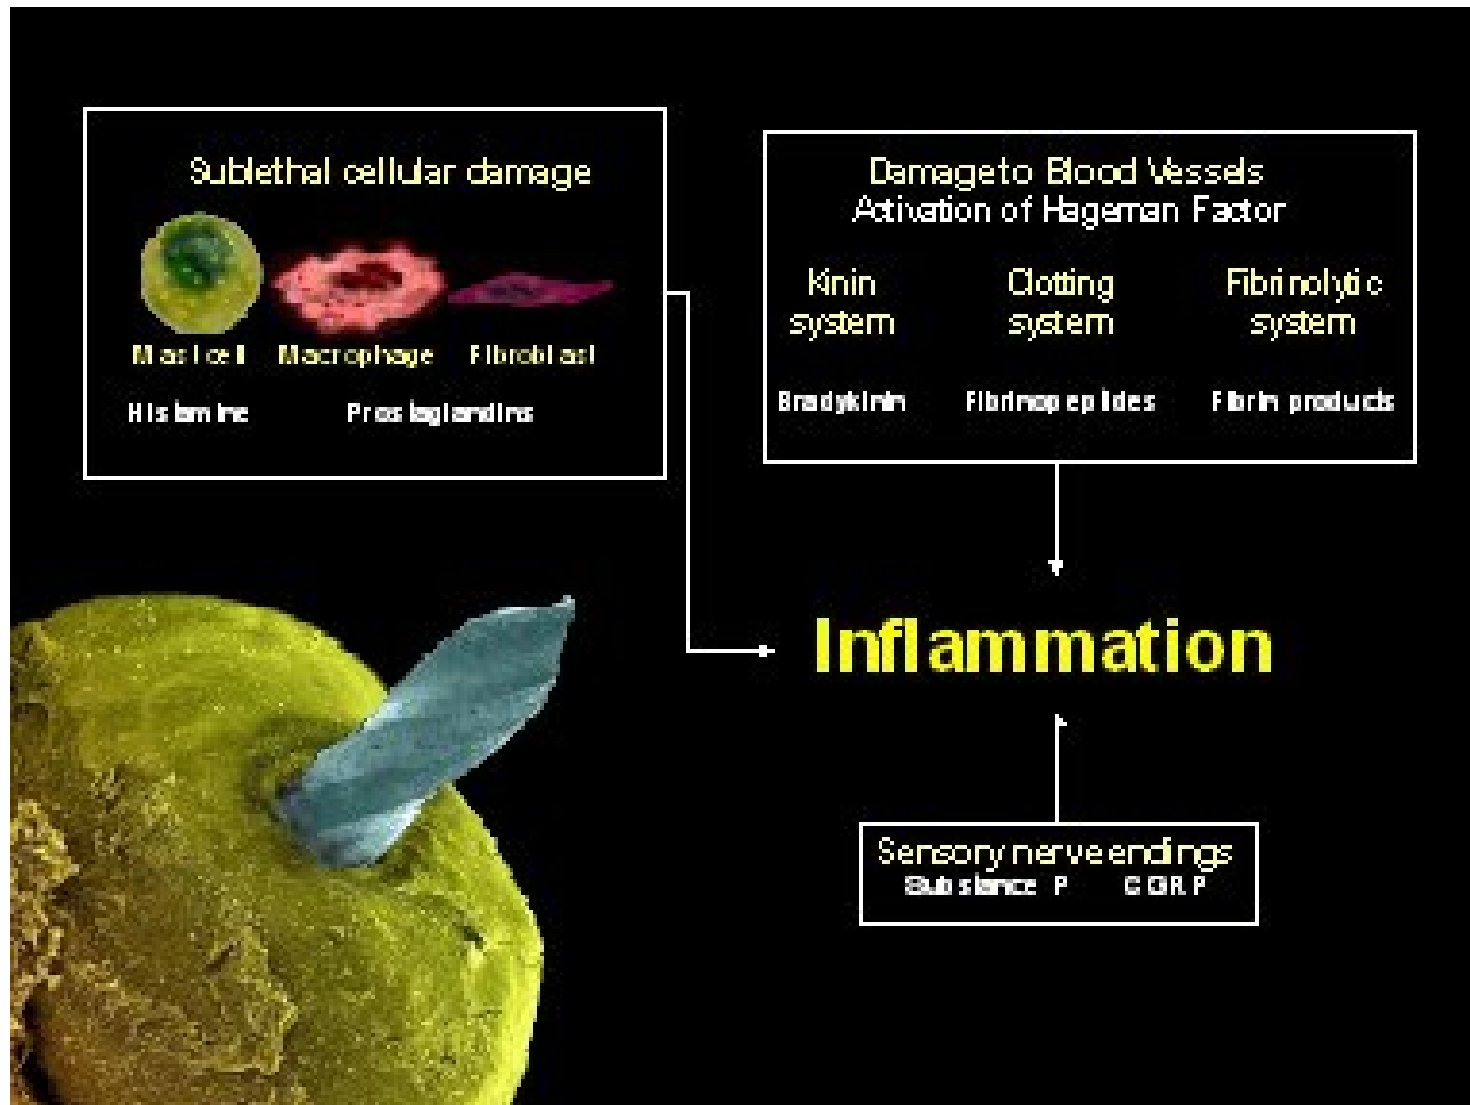 Sublethal cellular damage
Mast cell Macrophage Fibroblast
Histamine Prostaglandins
Damage to Blood Vessels
Activation of Hageman Factor
Kinin system
Clotting system
Fibrinolytic system
Bradykinin Fibrinopeptides Fibrin products
Inflammation
Sensory nerve endings
Substance P CGRP